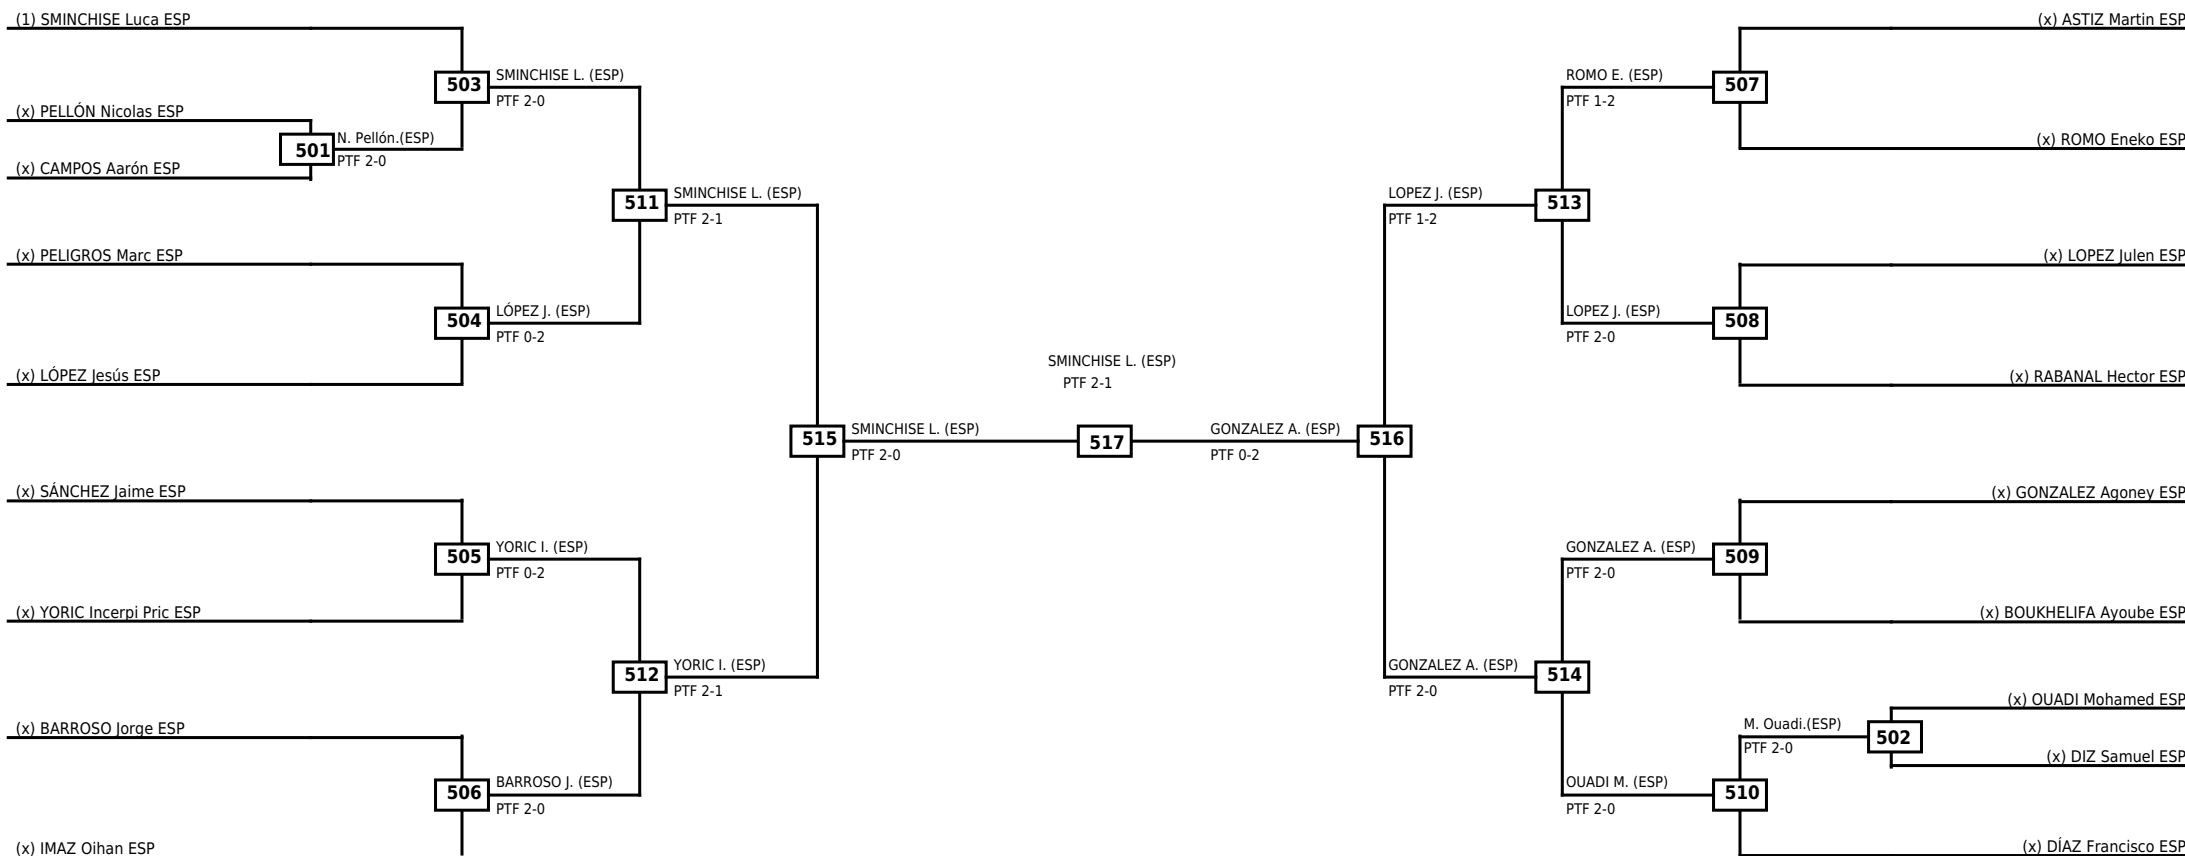 (1) SMINCHISE Luca ESP
(x) PELLÓN Nicolas ESP
(x) CAMPOS Aarón ESP
(x) PELIGROS Marc ESP
(x) LÓPEZ Jesús ESP
(x) SÁNCHEZ Jaime ESP
(x) YORIC Incerpi Pric ESP
(x) BARROSO Jorge ESP
(x) IMAZ Oihan ESP
501
N. Pellón.(ESP)
PTF 2-0
503
SMINCHISE L. (ESP)
PTF 2-0
504
LÓPEZ J. (ESP)
PTF 0-2
505
YORIC I. (ESP)
PTF 0-2
506
BARROSO J. (ESP)
PTF 2-0
511
SMINCHISE L. (ESP)
PTF 2-1
512
YORIC I. (ESP)
PTF 2-1
515
SMINCHISE L. (ESP)
PTF 2-0
SMINCHISE L. (ESP)
PTF 2-1
517
GONZALEZ A. (ESP)
PTF 0-2
516
LOPEZ J. (ESP)
PTF 1-2
513
GONZALEZ A. (ESP)
PTF 2-0
514
ROMO E. (ESP)
PTF 1-2
507
LOPEZ J. (ESP)
PTF 2-0
508
GONZALEZ A. (ESP)
PTF 2-0
509
OUADI M. (ESP)
PTF 2-0
510
M. Ouadi.(ESP)
PTF 2-0
502
(x) ASTIZ Martin ESP
(x) ROMO Eneko ESP
(x) LOPEZ Julen ESP
(x) RABANAL Hector ESP
(x) GONZALEZ Agoney ESP
(x) BOUKHELIFA Ayoube ESP
(x) OUADI Mohamed ESP
(x) DIZ Samuel ESP
(x) DÍAZ Francisco ESP